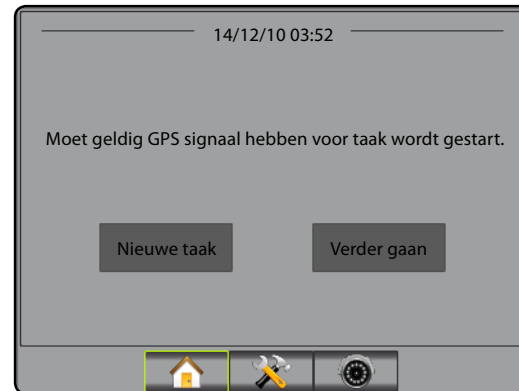 14/12/10 03:52
Moet geldig GPS signaal hebben voor taak wordt gestart.
Nieuwe taak
Verder gaan